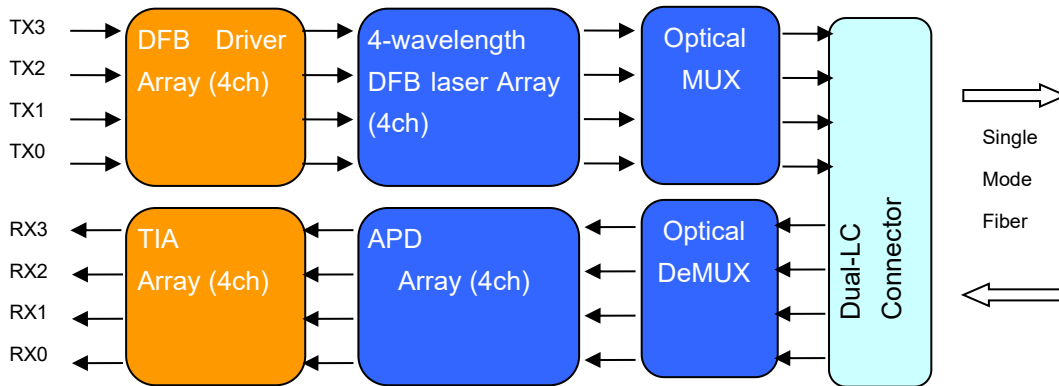 TX3
TX2
TX1
TX0
DFB Driver
Array (4ch)
4-wavelength
DFB laser Array
(4ch)
Optical
MUX
RX3
RX2
RX1
RX0
TIA
Array (4ch)
APD
Array (4ch)
Optical
DeMUX
Dual-LC
Connector
Single
Mode
Fiber